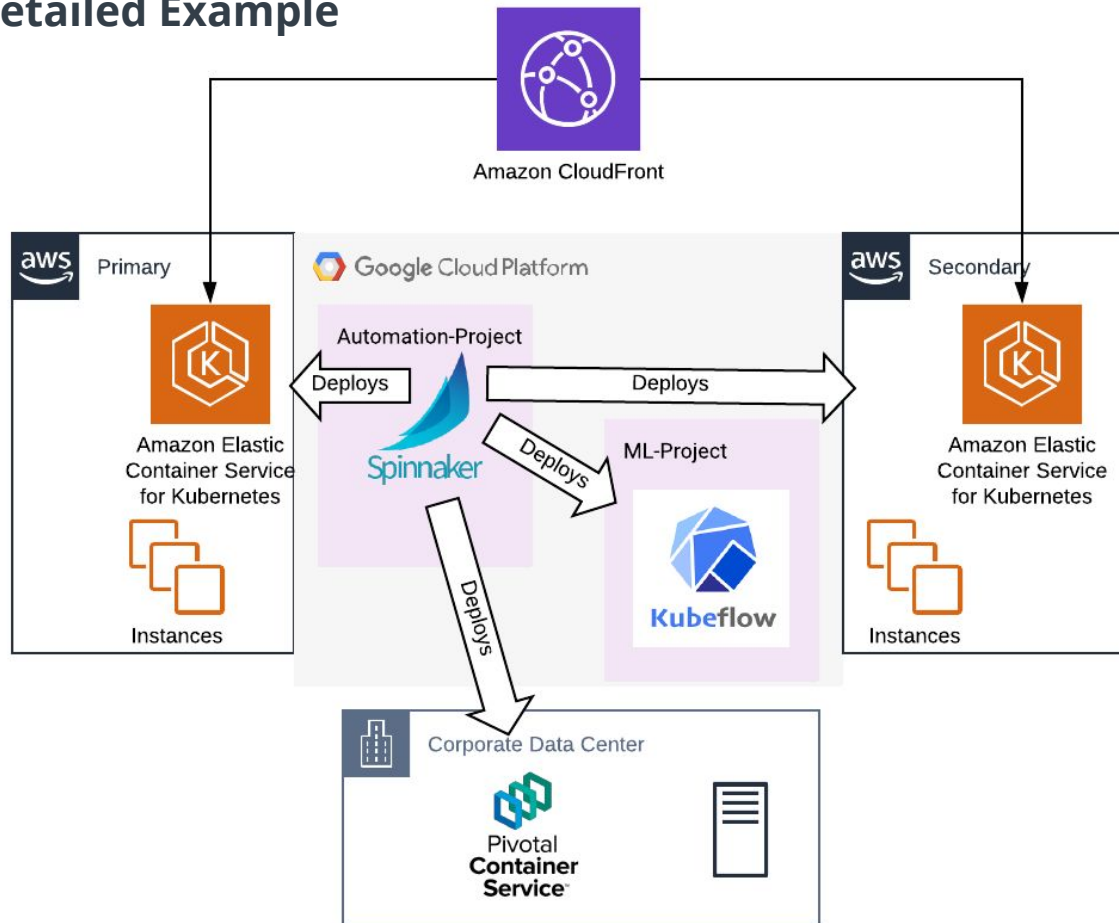 etailed Example
Amazon CloudFront
aws
Primary
Google Cloud Platform
aws
Secondary
Automation-Project
Deploys
Deploys
Spinnaker
Deploys
ML-Project
Amazon Elastic
Container Service
for Kubernetes
K
Kubeflow
Amazon Elastic
Container Service
for Kubernetes
K
Instances
Deploys
Instances
Corporate Data Center
Pivotal
Container
Service™